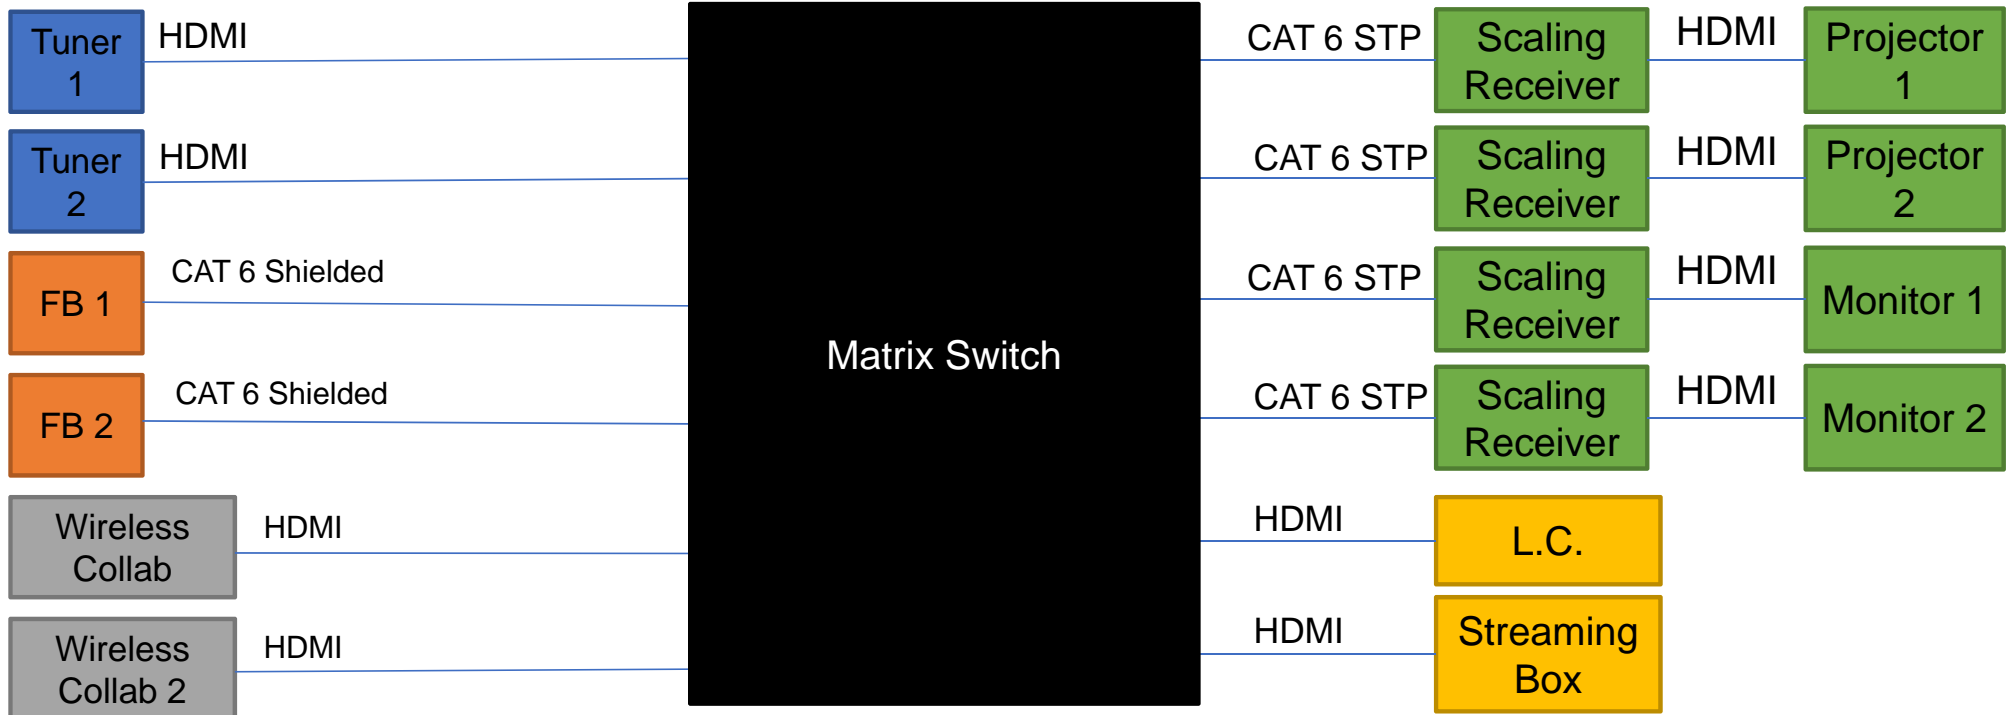 Tuner
1
HDMI
Tuner
2
HDMI
FB 1
CAT 6 Shielded
FB 2
CAT 6 Shielded
Wireless
Collab
HDMI
Wireless
Collab 2
HDMI
Matrix Switch
CAT 6 STP
Scaling
Receiver
HDMI
Projector
1
CAT 6 STP
Scaling
Receiver
HDMI
Projector
2
CAT 6 STP
Scaling
Receiver
HDMI
Monitor 1
CAT 6 STP
Scaling
Receiver
HDMI
Monitor 2
HDMI
L.C.
HDMI
Streaming
Box